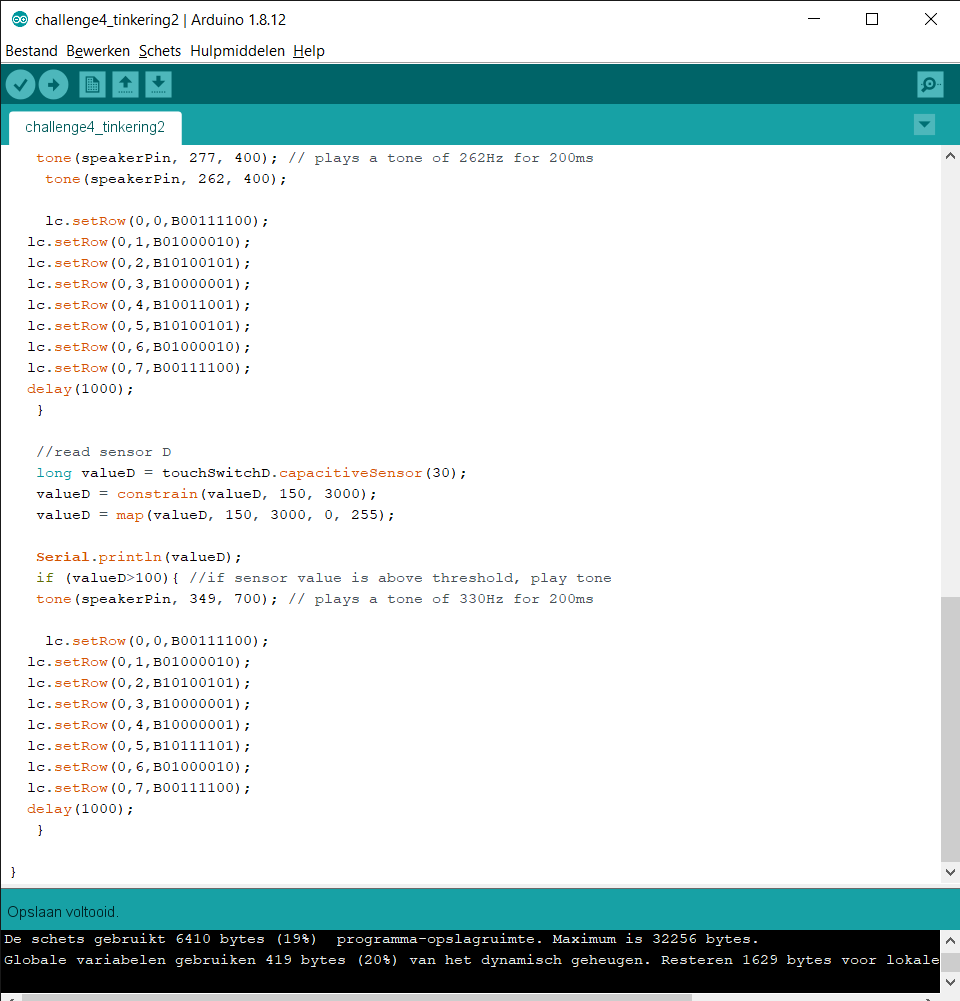 challenge4_tinkering2 | Arduino 1.8.12
Bestand Bewerken Schets Hulpmiddelen Help
challenge4_tinkering2
tone(speakerPin, 277, 400); // plays a tone of 262Hz for 200ms
tone(speakerPin, 262, 400);
lc.setRow(0,0,B00111100);
lc.setRow(0,1,B01000010);
lc.setRow(0,2,B10100101);
lc.setRow(0,3,B10000001);
lc.setRow(0,4,B10011001);
lc.setRow(0,5,B10100101);
lc.setRow(0,6,B01000010);
lc.setRow(0,7,B00111100);
delay(1000);
}
//read sensor D
long valueD = touchSwitchD.capacitiveSensor(30);
valueD = constrain(valueD, 150, 3000);
valueD = map(valueD, 150, 3000, 0, 255);
Serial.println(valueD);
if (valueD>100){ //if sensor value is above threshold, play tone
tone(speakerPin, 349, 700); // plays a tone of 330Hz for 200ms
lc.setRow(0,0,B00111100);
lc.setRow(0,1,B01000010);
lc.setRow(0,2,B10100101);
lc.setRow(0,3,B10000001);
lc.setRow(0,4,B10000001);
lc.setRow(0,5,B10111101);
lc.setRow(0,6,B01000010);
lc.setRow(0,7,B00111100);
delay(1000);
}
}
Opslaan voltooid.
De schets gebruikt 6410 bytes (19%)  programma-opslagruimte. Maximum is 32256 bytes.
Globale variabelen gebruiken 419 bytes (20%) van het dynamisch geheugen. Resteren 1629 bytes voor lokale